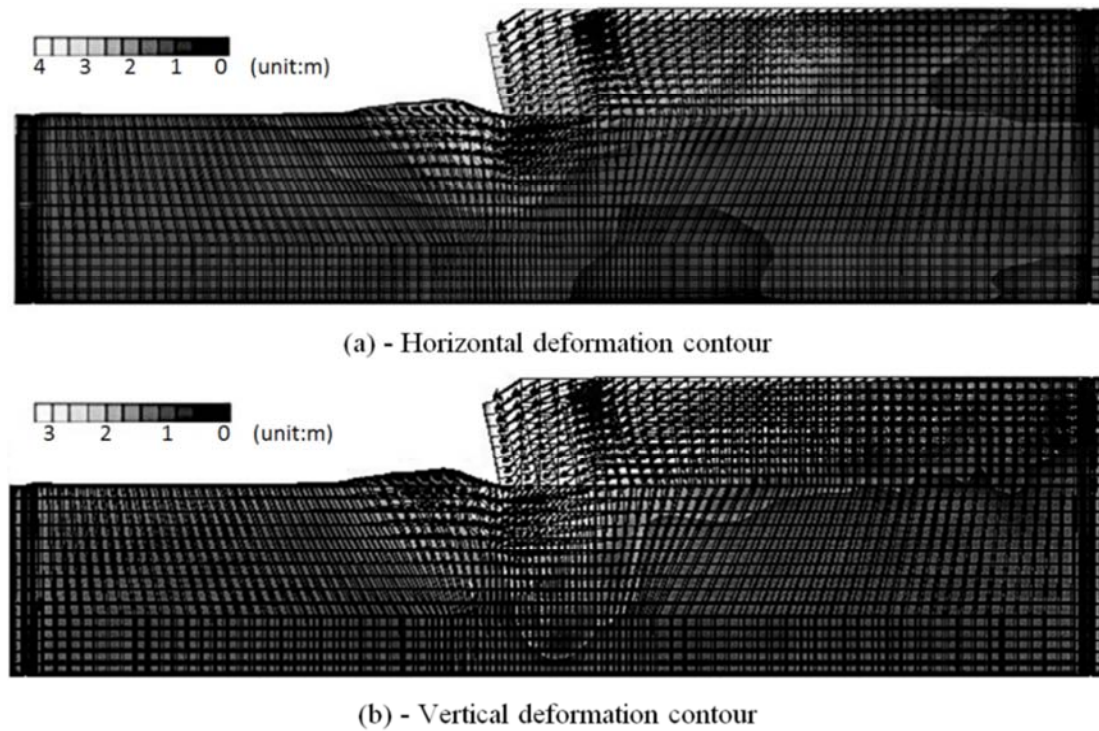 4 3 2 1 0 (unit:m)
(a) - Horizontal deformation contour
3 2 1 0 (unit:m)
(b) - Vertical deformation contour